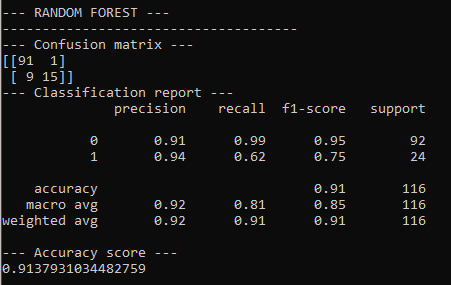 --- RANDOM FOREST ---
-------------------------------------
--- Confusion matrix ---
[[91  1]
 [ 9 15]]
--- Classification report ---
              precision    recall  f1-score   support

           0       0.91      0.99      0.95        92
           1       0.94      0.62      0.75        24

    accuracy                           0.91       116
   macro avg       0.92      0.81      0.85       116
weighted avg       0.92      0.91      0.91       116

--- Accuracy score ---
0.9137931034482759